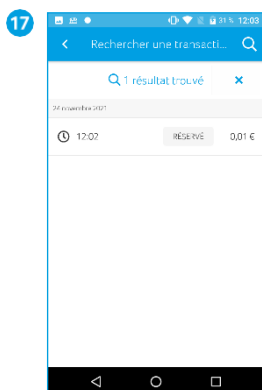 17
31 % 12:03
Rechercher une transacti...
1 résultat trouvé ×
24 novembre 2021
12:02 RÉSERVÉ 0,01 €